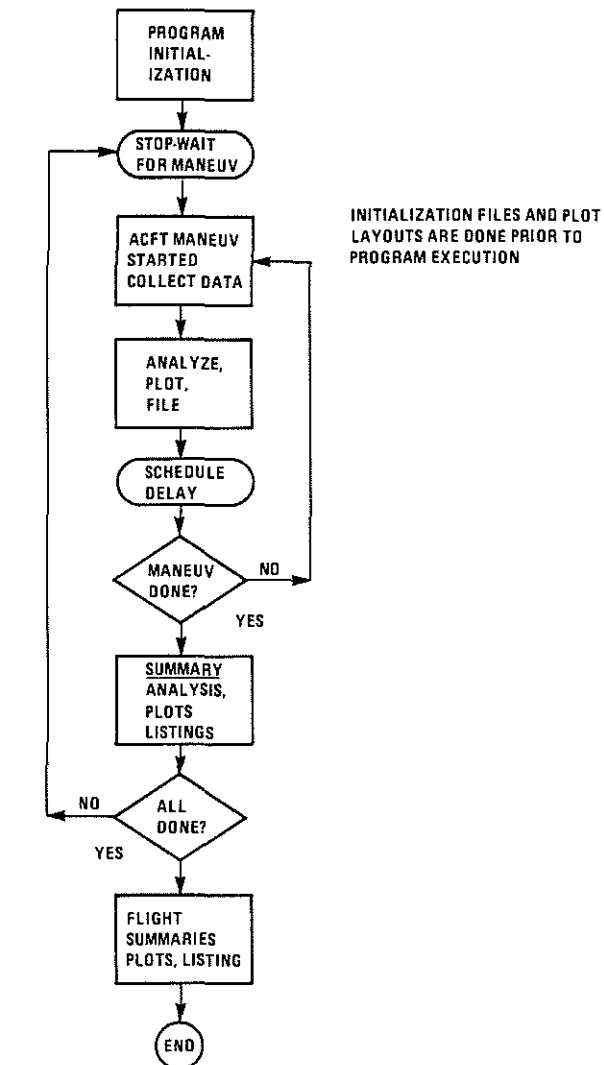 PROGRAM
INITIAL-
IZATION
STOP-WAIT
FOR MANEUV
ACFT MANEUV
STARTED
COLLECT DATA
INITIALIZATION FILES AND PLOT
LAYOUTS ARE DONE PRIOR TO
PROGRAM EXECUTION
ANALYZE,
PLOT,
FILE
SCHEDULE
DELAY
MANEUV
DONE?
NO
YES
SUMMARY
ANALYSIS,
PLOTS
LISTINGS
ALL
DONE?
NO
YES
FLIGHT
SUMMARIES
PLOTS, LISTING
END